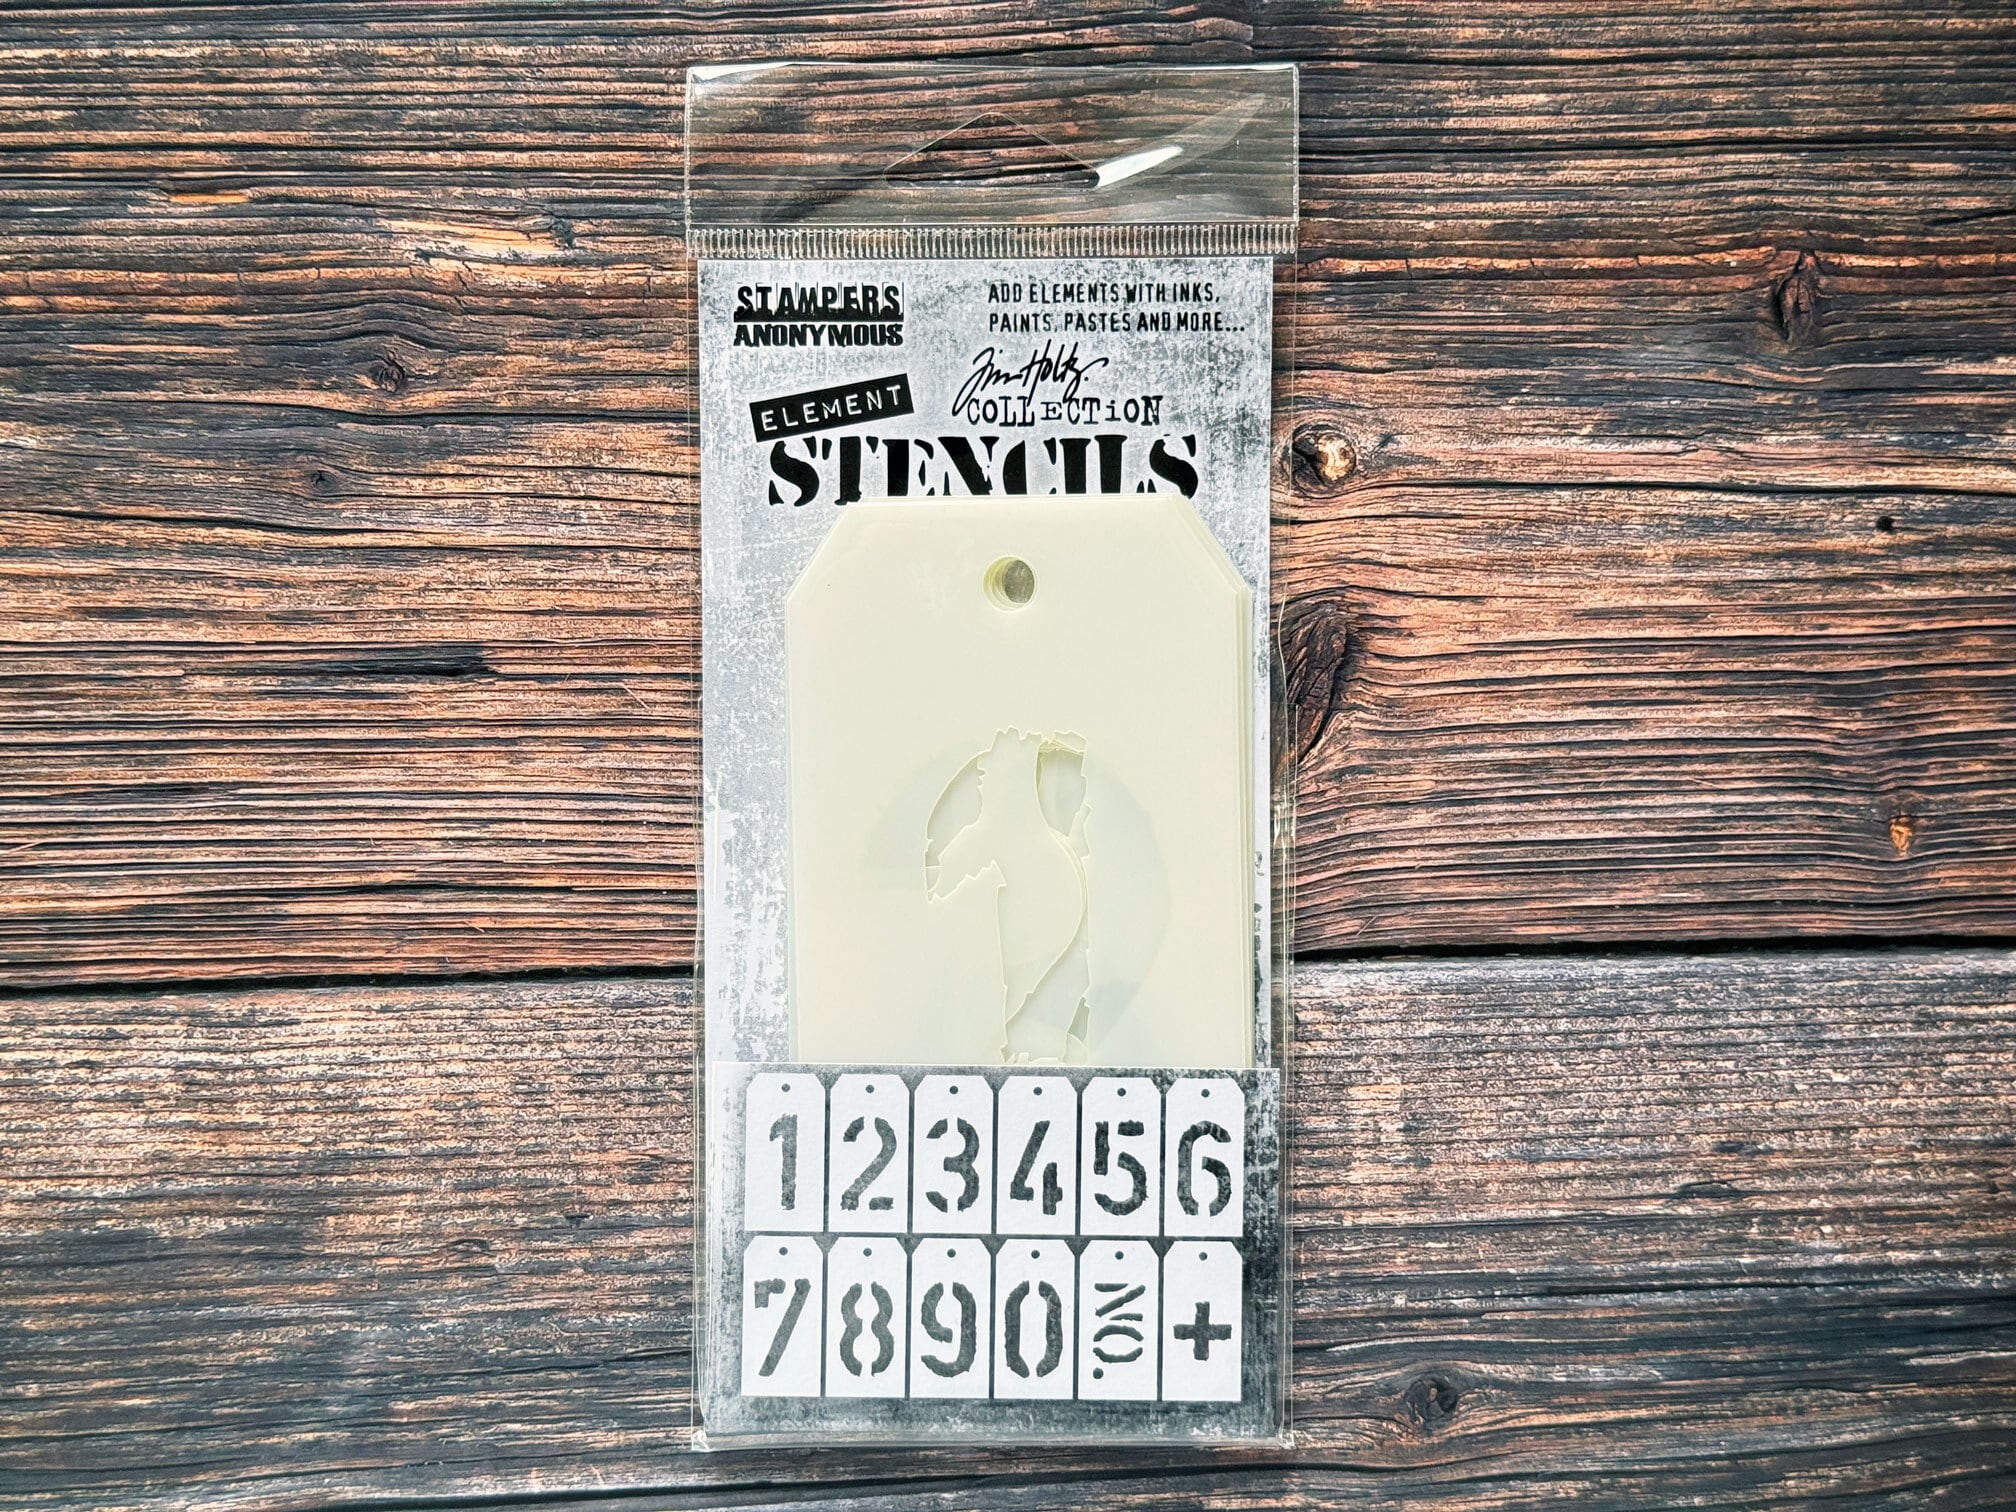 STAMPERS
ANONYMOUS
ADD ELEMENTS WITH INKS,
PAINTS, PASTES AND MORE...
Tim Holtz
COLLECTiON
ELEMENT
STENCILS
1 2 3 4 5 6
7 8 9 0 NO. +